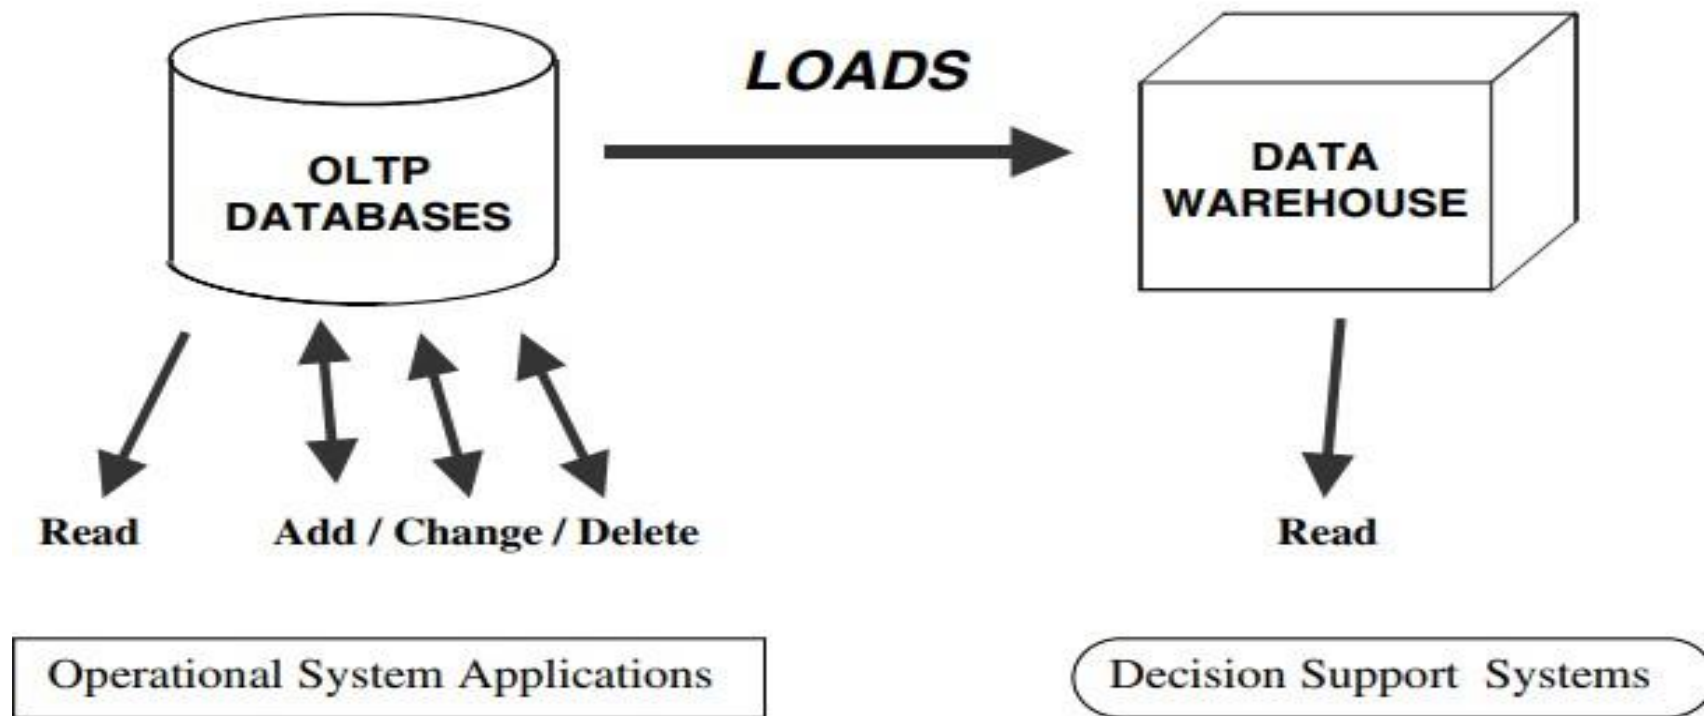 LOADS
OLTP
DATABASES
DATA
WAREHOUSE
Read
Add / Change / Delete
Read
Operational System Applications
Decision Support Systems